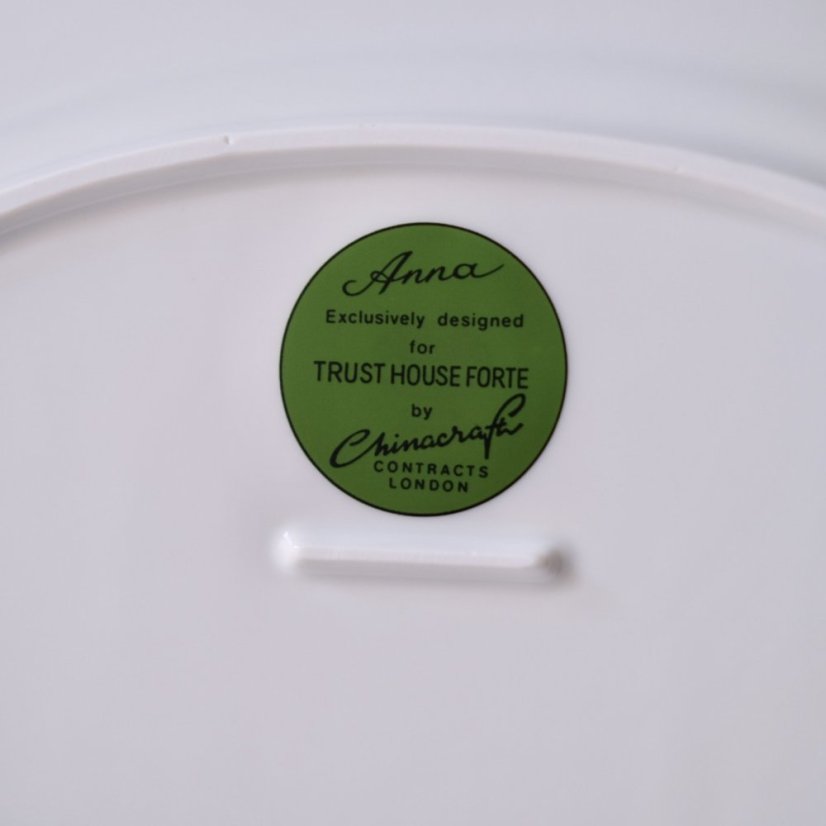 Anna
Exclusively designed
for
TRUST HOUSE FORTE
by
Chinacraft
CONTRACTS
LONDON